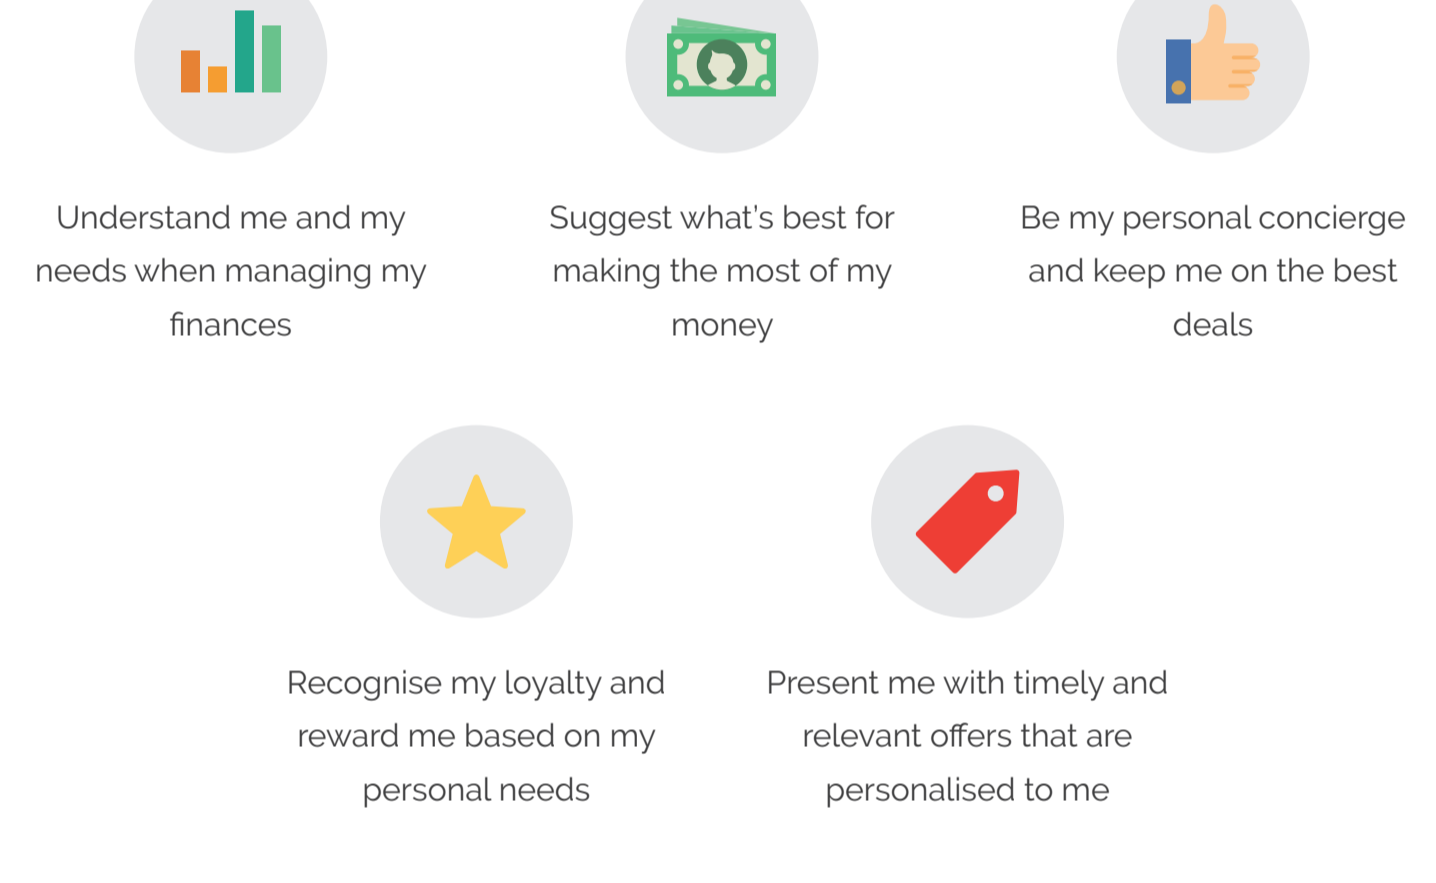 Understand me and my
needs when managing my
finances
Suggest what's best for
making the most of my
money
Be my personal concierge
and keep me on the best
deals
Recognise my loyalty and
reward me based on my
personal needs
Present me with timely and
relevant offers that are
personalised to me